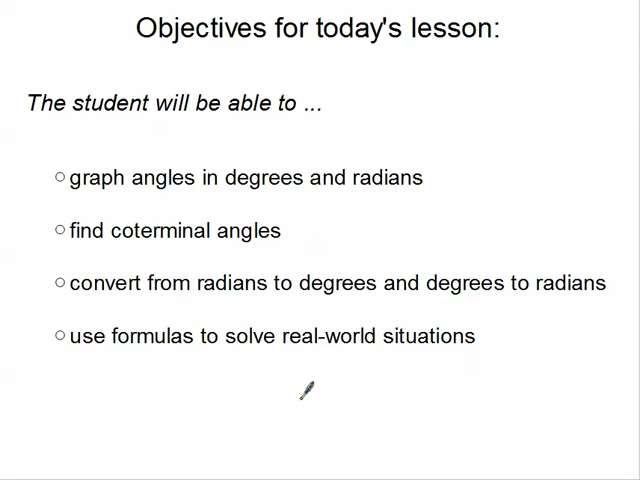 Objectives for today's lesson:
The student will be able to ...
graph angles in degrees and radians
find coterminal angles
convert from radians to degrees and degrees to radians
use formulas to solve real-world situations